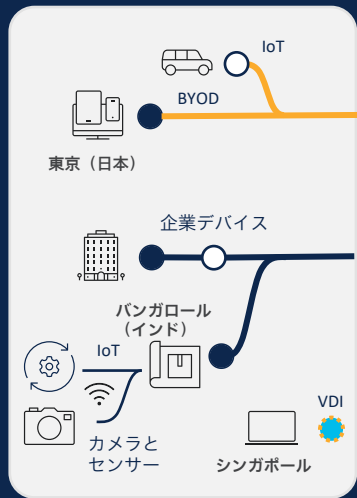 IoT
BYOD
東京（日本）
企業デバイス
バンガロール
（インド）
IoT
カメラと
センサー
VDI
シンガポール